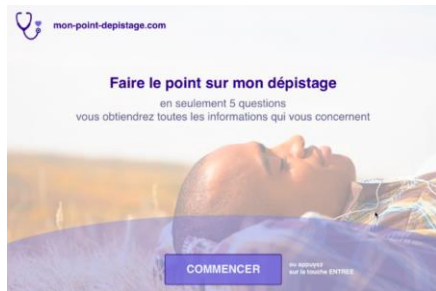 mon-point-depistage.com
Faire le point sur mon dépistage
en seulement 5 questions
vous obtiendrez toutes les informations qui vous concernent
COMMENCER
ou appuyez
sur la touche ENTREE